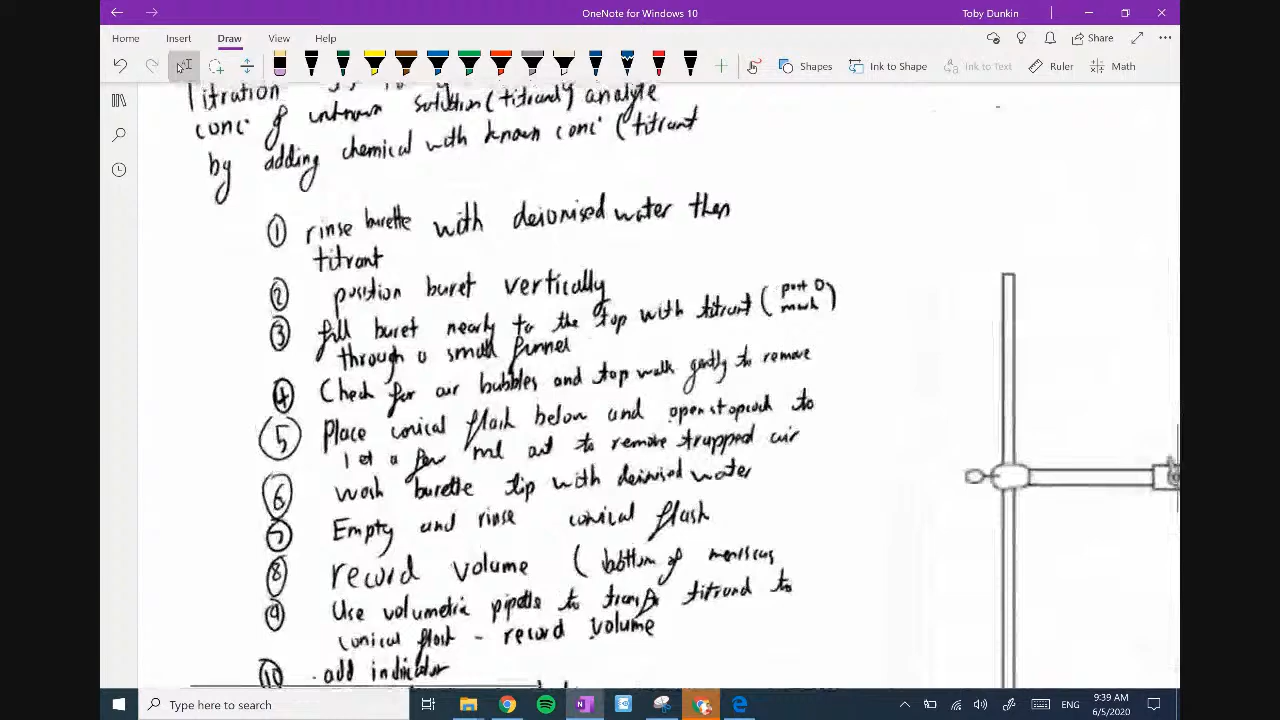 OneNote for Windows 10
Toby Dunkin
Home Insert Draw View Help
Share
Shapes Ink to Shape Ink to Text Ruler Math
Titration
conc of unknown solution (titrand) analyte
by adding chemical with known conc (titrant
① rinse burette with deionised water then
titrant
② position buret vertically
③ fill buret nearly to the top with titrant (past 0 mark)
through a small funnel
④ Check for air bubbles and tap walls gently to remove
⑤ Place conical flask below and open stopcock to
let a few ml out to remove trapped air
⑥ wash burette tip with deionised water
⑦ Empty and rinse conical flask
⑧ record volume (bottom of meniscus
⑨ Use volumetric pipette to transfer titrand to
conical flask - record volume
⑩ add indicator
Type here to search
ENG
9:39 AM
6/5/2020